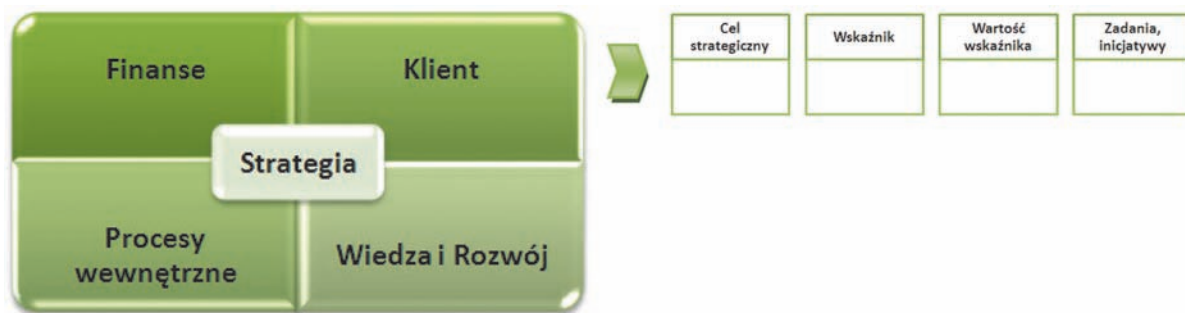 Finanse
Klient
Strategia
Procesy
wewnętrzne
Wiedza i Rozwój
Cel
strategiczny
Wskaźnik
Wartość
wskaźnika
Zadania,
inicjatywy